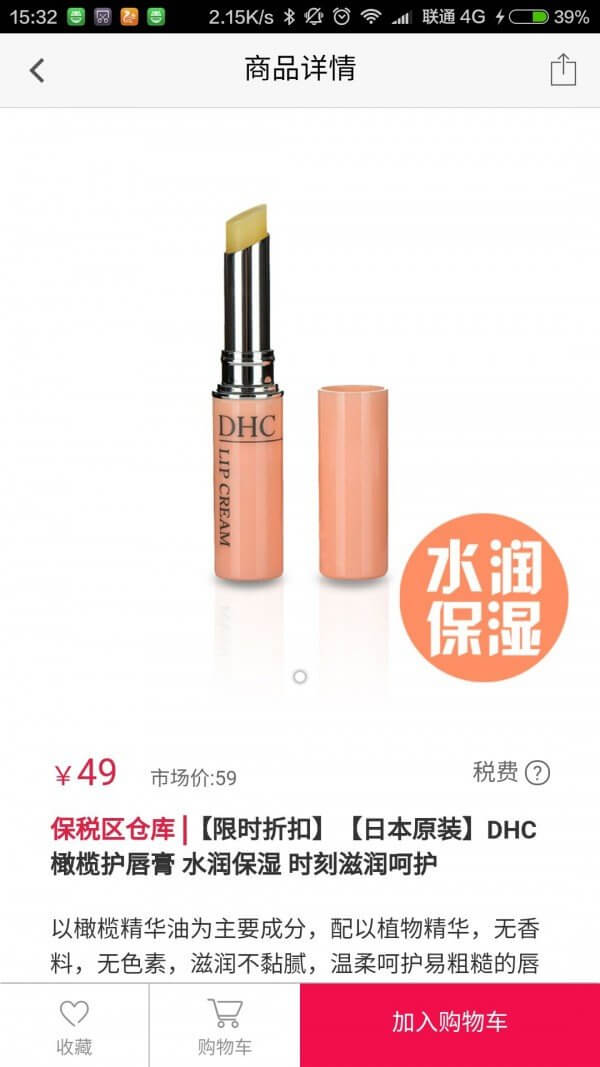 15:32 2.15K/s 联通 4G 39%
商品详情
DHC
LIP CREAM
水润
保湿
￥49 市场价:59 税费 ?
保税区仓库 |【限时折扣】【日本原装】DHC
橄榄护唇膏 水润保湿 时刻滋润呵护
以橄榄精华油为主要成分，配以植物精华，无香
料，无色素，滋润不黏腻，温柔呵护易粗糙的唇
收藏 购物车 加入购物车